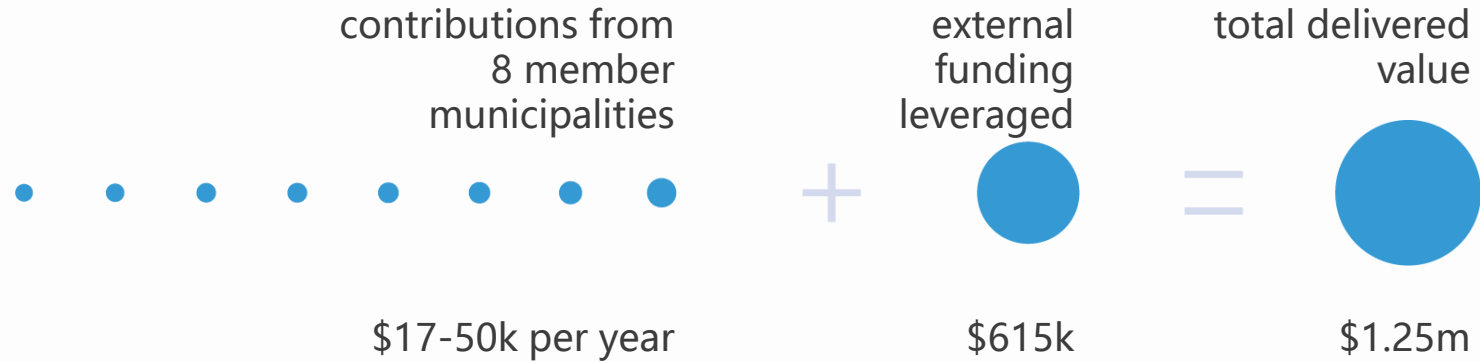 contributions from
8 member
municipalities
external
funding
leveraged
total delivered
value
+
=
$17-50k per year
$615k
$1.25m